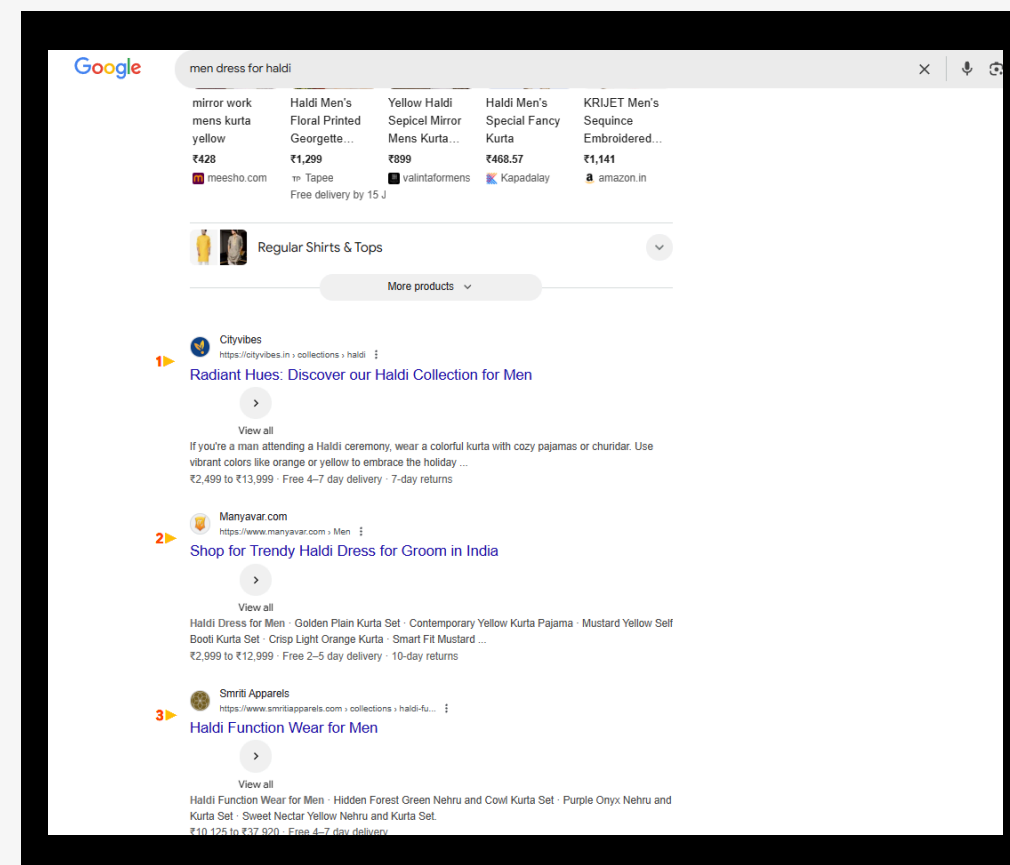 Google
men dress for haldi
mirror work
mens kurta
yellow
₹428
meesho.com
Haldi Men's
Floral Printed
Georgette...
₹1,299
TP Tapee
Free delivery by 15 J
Yellow Haldi
Sepicel Mirror
Mens Kurta...
₹899
valintaformens
Haldi Men's
Special Fancy
Kurta
₹468.57
Kapadalay
KRIJET Men's
Sequince
Embroidered...
₹1,141
amazon.in
Regular Shirts & Tops
More products
Cityvibes
https://cityvibes.in › collections › haldi
1
Radiant Hues: Discover our Haldi Collection for Men
View all
If you're a man attending a Haldi ceremony, wear a colorful kurta with cozy pajamas or churidar. Use
vibrant colors like orange or yellow to embrace the holiday ...
₹2,499 to ₹13,999 · Free 4–7 day delivery · 7-day returns
Manyavar.com
https://www.manyavar.com › Men
2
Shop for Trendy Haldi Dress for Groom in India
View all
Haldi Dress for Men · Golden Plain Kurta Set · Contemporary Yellow Kurta Pajama · Mustard Yellow Self
Booti Kurta Set · Crisp Light Orange Kurta · Smart Fit Mustard ...
₹2,999 to ₹12,999 · Free 2–5 day delivery · 10-day returns
Smriti Apparels
https://www.smritiapparels.com › collections › haldi-fu...
3
Haldi Function Wear for Men
View all
Haldi Function Wear for Men · Hidden Forest Green Nehru and Cowl Kurta Set · Purple Onyx Nehru and
Kurta Set · Sweet Nectar Yellow Nehru and Kurta Set.
₹10,125 to ₹37,920 · Free 4–7 day delivery